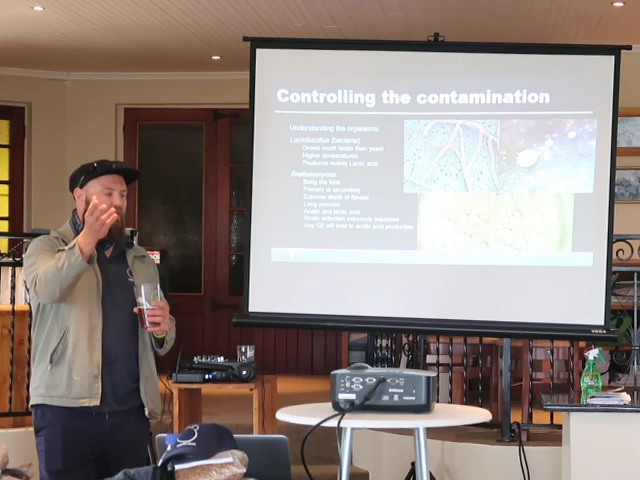 Controlling the contamination
Understanding the organisms
Lactobacillus (bacteria)
Grows much faster than yeast
Higher temperatures
Produces mainly Lactic acid
Brettanomyces
Bring the funk
Primary or secondary
Extreme depth of flavour
Long process
Acetic and lactic acid
Strain selection extremely important
Any O2 will lead to acetic acid production
VEGA